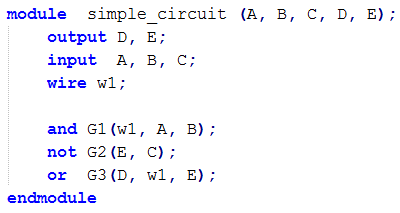 module  simple_circuit (A, B, C, D, E);
    output D, E;
    input  A, B, C;
    wire w1;

    and G1(w1, A, B);
    not G2(E, C);
    or  G3(D, w1, E);
endmodule